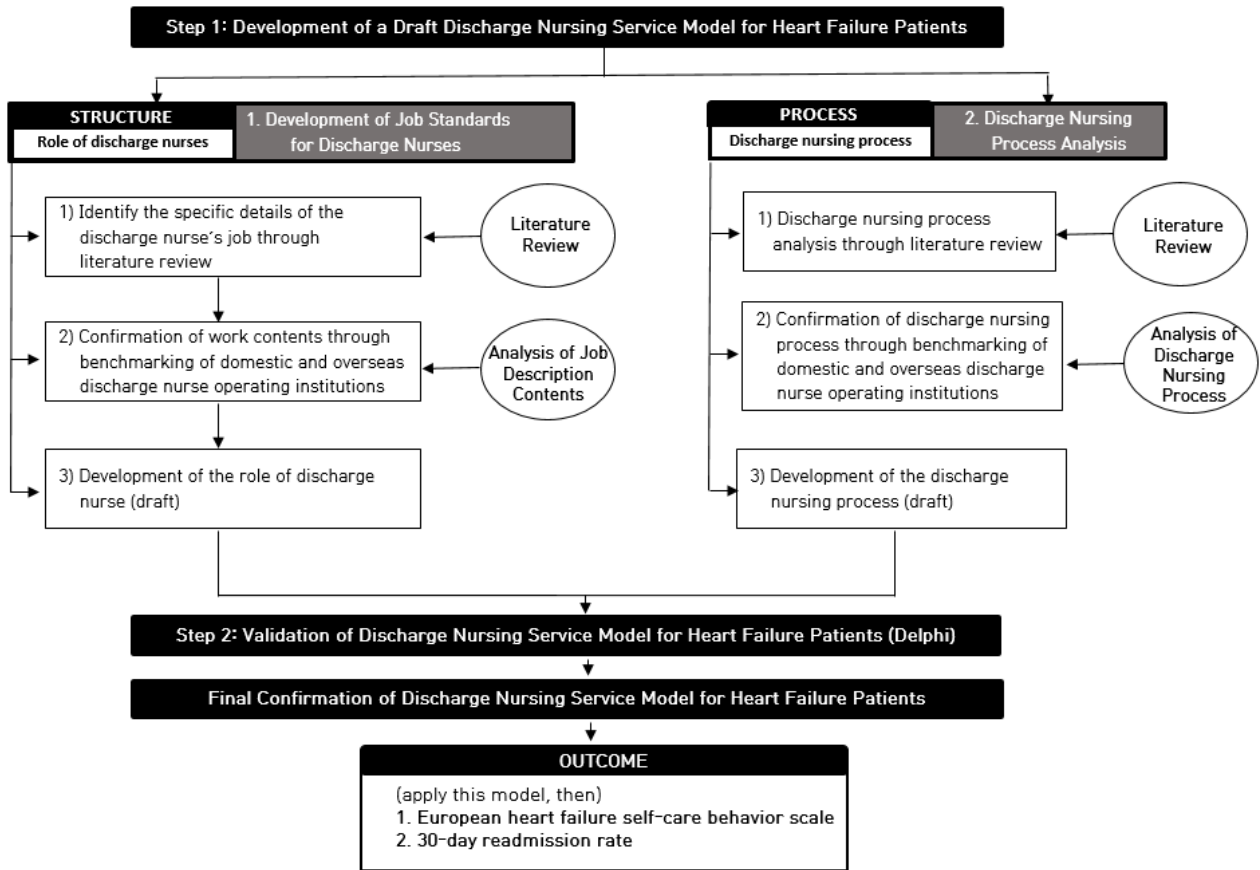 Step 1: Development of a Draft Discharge Nursing Service Model for Heart Failure Patients
STRUCTURE
Role of discharge nurses
1. Development of Job Standards
for Discharge Nurses
1) Identify the specific details of the
discharge nurse's job through
literature review
Literature
Review
2) Confirmation of work contents through
benchmarking of domestic and overseas
discharge nurse operating institutions
Analysis of Job
Description
Contents
3) Development of the role of discharge
nurse (draft)
PROCESS
Discharge nursing process
2. Discharge Nursing
Process Analysis
1) Discharge nursing process
analysis through literature review
Literature
Review
2) Confirmation of discharge nursing
process through benchmarking of
domestic and overseas discharge
nurse operating institutions
Analysis of
Discharge
Nursing
Process
3) Development of the discharge
nursing process (draft)
Step 2: Validation of Discharge Nursing Service Model for Heart Failure Patients (Delphi)
Final Confirmation of Discharge Nursing Service Model for Heart Failure Patients
OUTCOME
(apply this model, then)
1. European heart failure self-care behavior scale
2. 30-day readmission rate